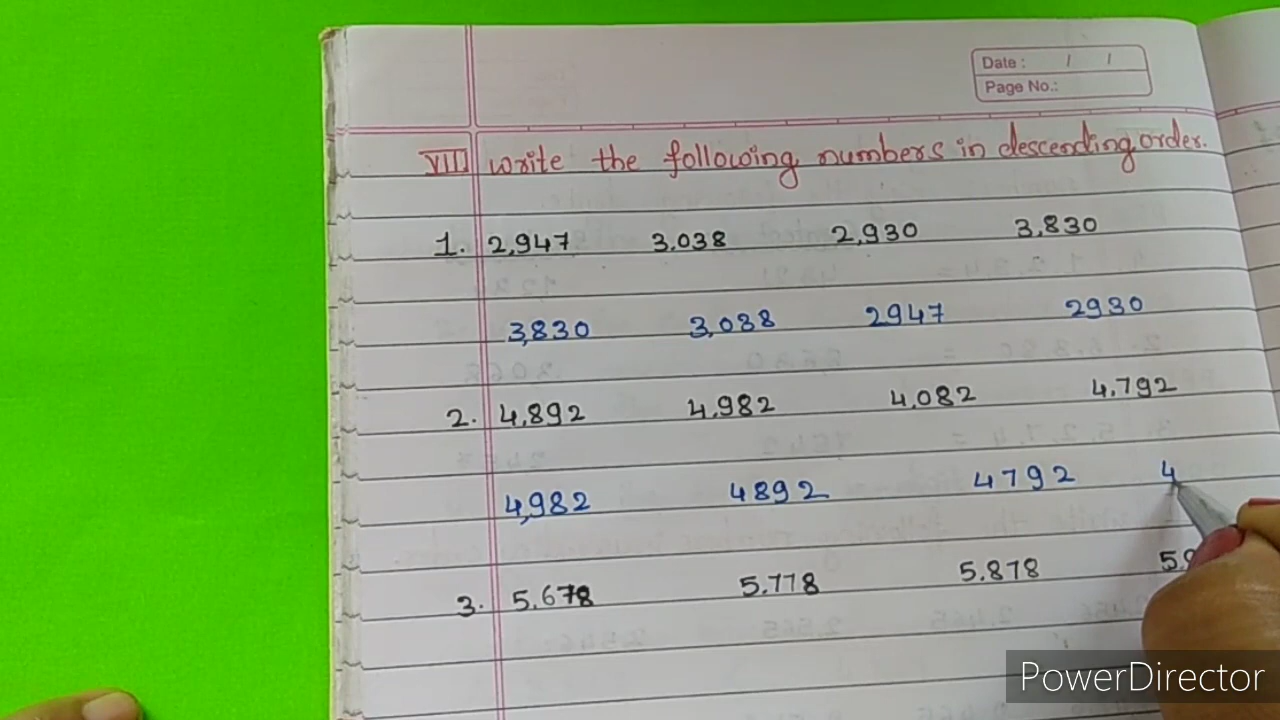 Date : / /
Page No.:
VIII write the following numbers in descending order.
1. 2,947 3,038 2,930 3,830
3,830 3,038 2947 2930
2. 4,892 4,982 4,082 4,792
4,982 4892 4792 4
3. 5,678 5,778 5,878
PowerDirector